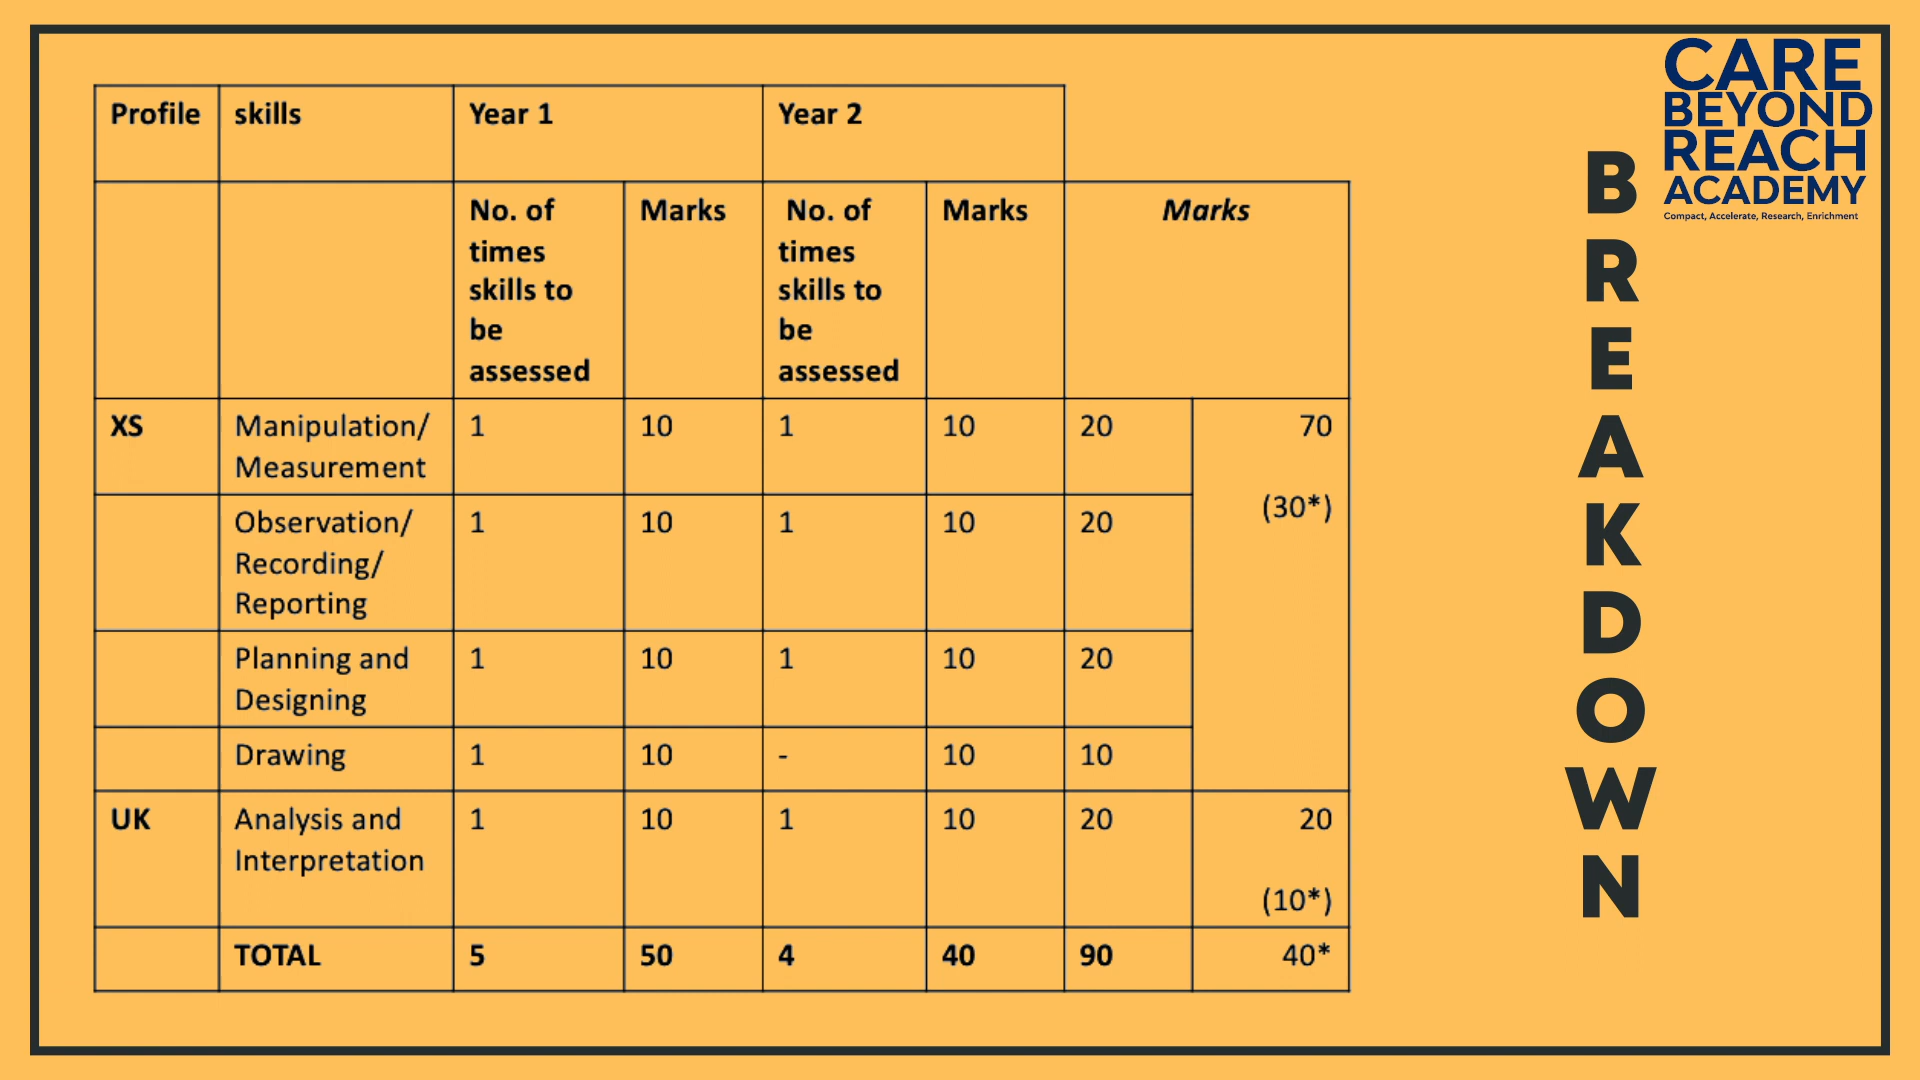 CARE
BEYOND
REACH
ACADEMY
Compact, Accelerate, Research, Enrichment
BREAKDOWN
Profile skills Year 1 Year 2
No. of times skills to be assessed Marks No. of times skills to be assessed Marks Marks
XS Manipulation/ Measurement 1 10 1 10 20 70 (30*)
Observation/ Recording/ Reporting 1 10 1 10 20
Planning and Designing 1 10 1 10 20
Drawing 1 10 - 10 10
UK Analysis and Interpretation 1 10 1 10 20 20 (10*)
TOTAL 5 50 4 40 90 40*